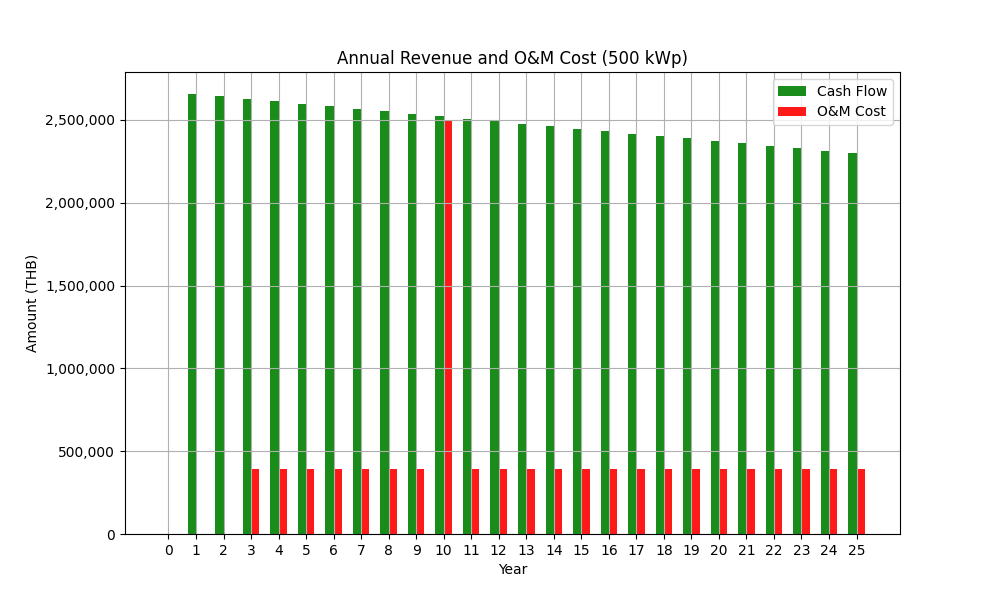 Annual Revenue and O&M Cost (500 kWp)
Cash Flow
O&M Cost
Amount (THB)
2,500,000
2,000,000
1,500,000
1,000,000
500,000
0
0 1 2 3 4 5 6 7 8 9 10 11 12 13 14 15 16 17 18 19 20 21 22 23 24 25
Year